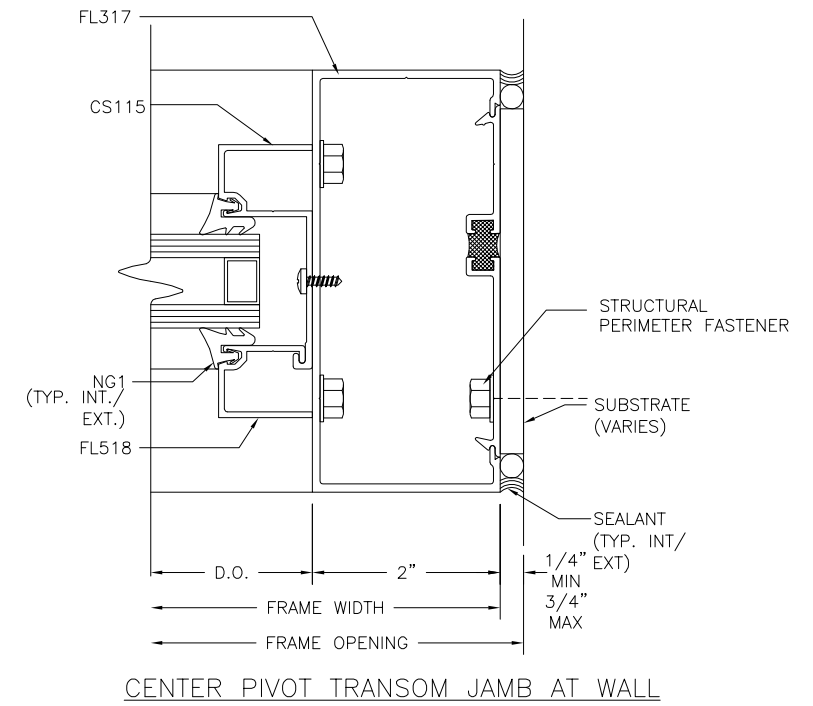 FL317
CS115
STRUCTURAL
PERIMETER FASTENER
NG1
(TYP. INT./
EXT.)
SUBSTRATE
(VARIES)
FL518
SEALANT
(TYP. INT/
EXT)
D.O.
2”
1/4”
MIN
3/4”
MAX
FRAME WIDTH
FRAME OPENING
CENTER PIVOT TRANSOM JAMB AT WALL